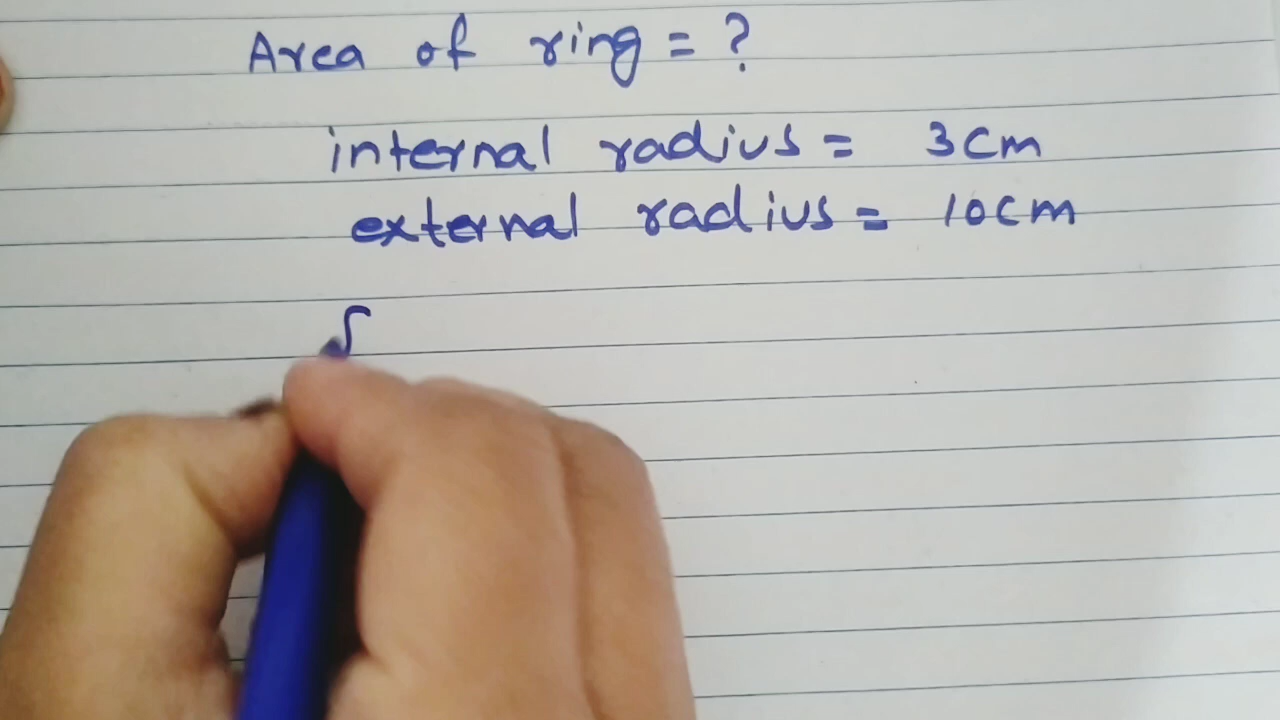 Area of ring = ?
internal radius = 3cm
external radius = 10cm